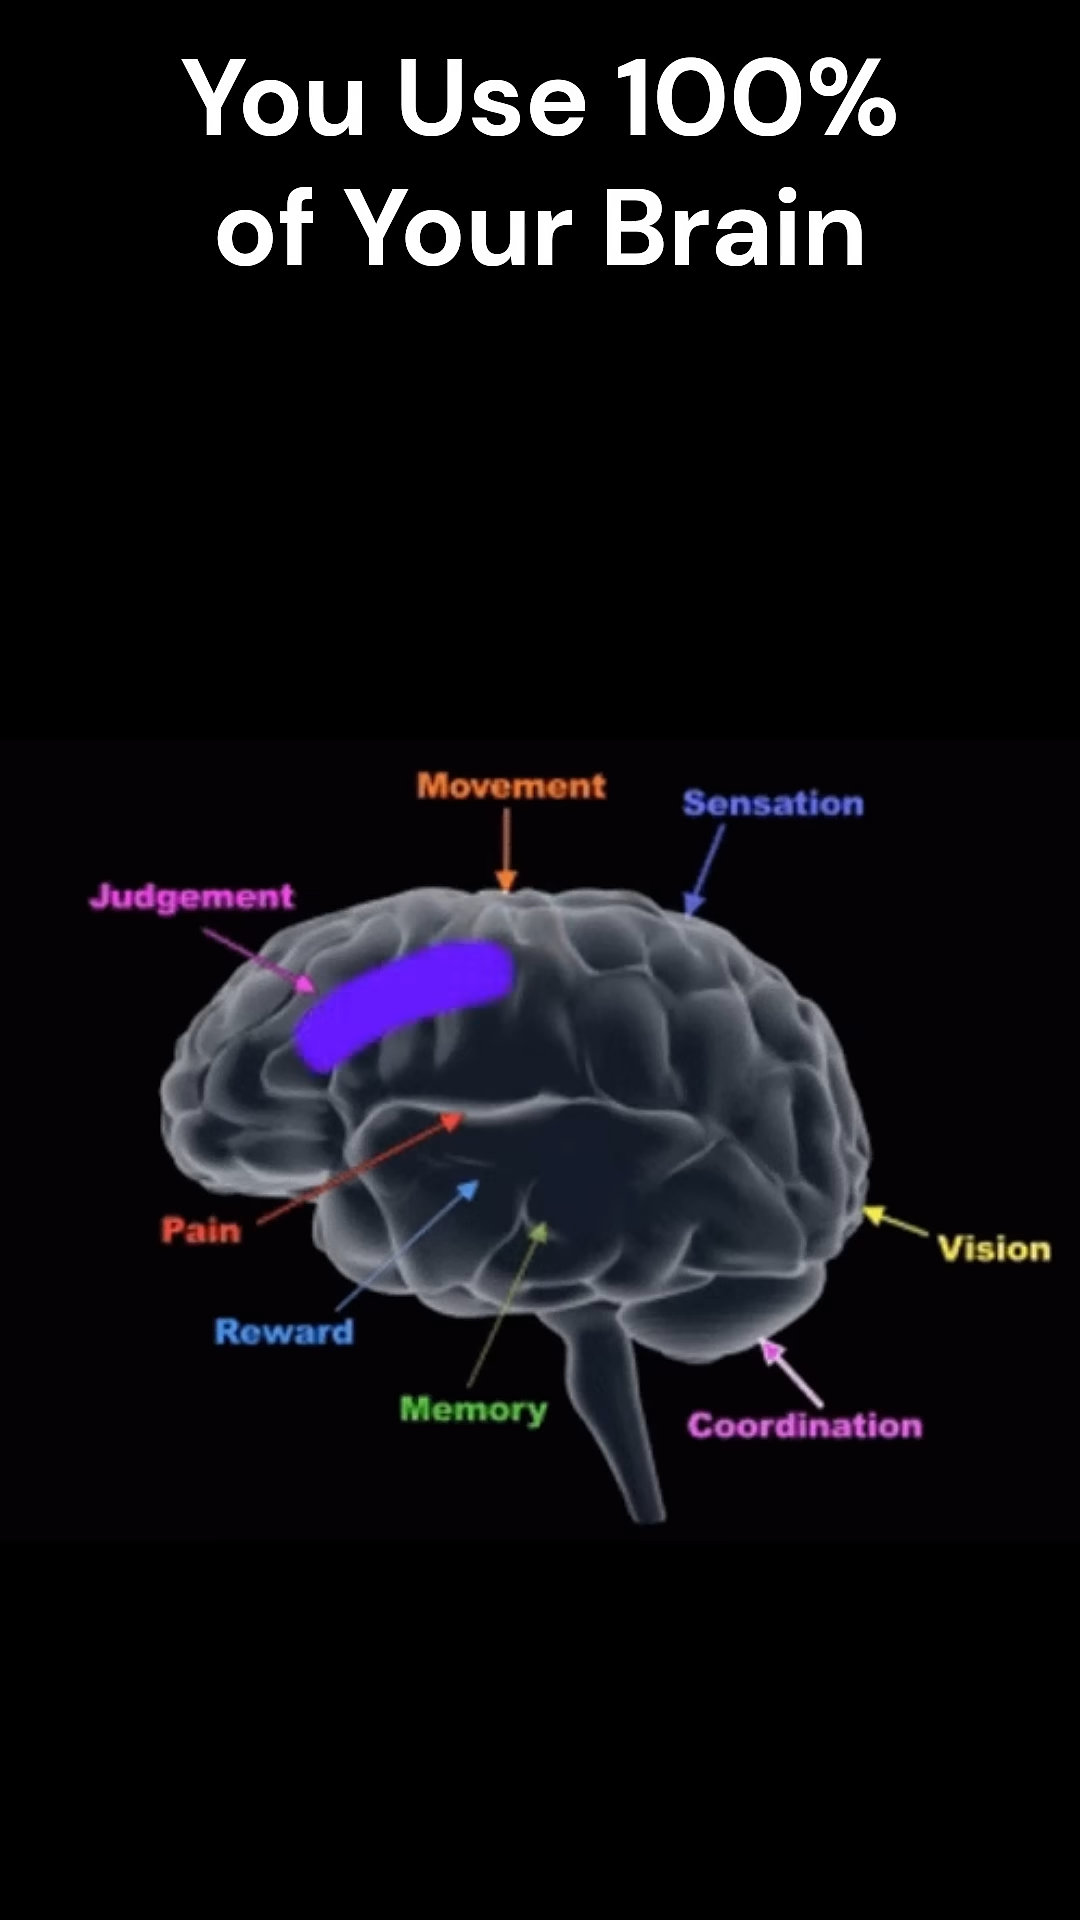 You Use 100%
of Your Brain
Movement
Sensation
Judgement
Pain
Vision
Reward
Memory
Coordination